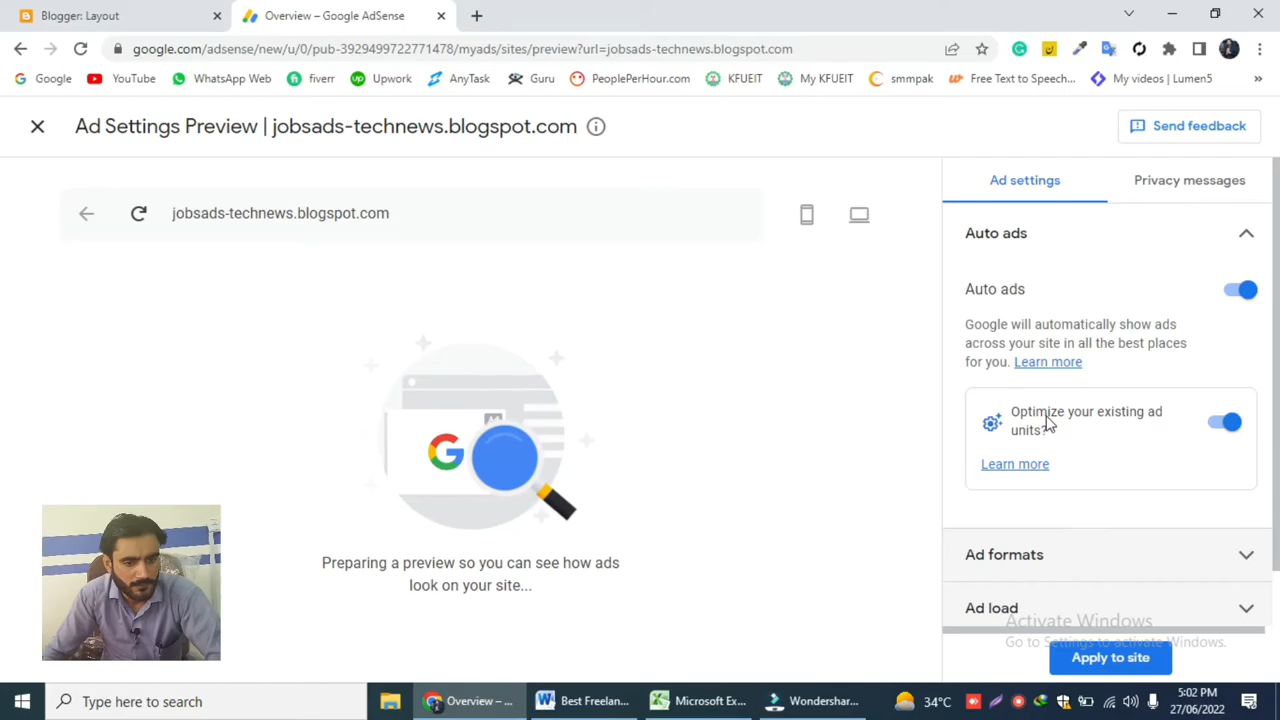 Blogger: Layout
Overview – Google AdSense
google.com/adsense/new/u/0/pub-3929499722771478/myads/sites/preview?url=jobsads-technews.blogspot.com
Google YouTube WhatsApp Web fiverr Upwork AnyTask Guru PeoplePerHour.com KFUEIT My KFUEIT smmpak Free Text to Speech... My videos | Lumen5 »
Ad Settings Preview | jobsads-technews.blogspot.com
Send feedback
Ad settings
Privacy messages
jobsads-technews.blogspot.com
Auto ads
Auto ads
Google will automatically show ads
across your site in all the best places
for you. Learn more
Optimize your existing ad
units?
Learn more
Preparing a preview so you can see how ads
look on your site...
Ad formats
Ad load
Activate Windows
Go to Settings to activate Windows.
Apply to site
Type here to search
Overview – ...
Best Freelan...
Microsoft Ex...
Wondershar...
34°C
5:02 PM
27/06/2022